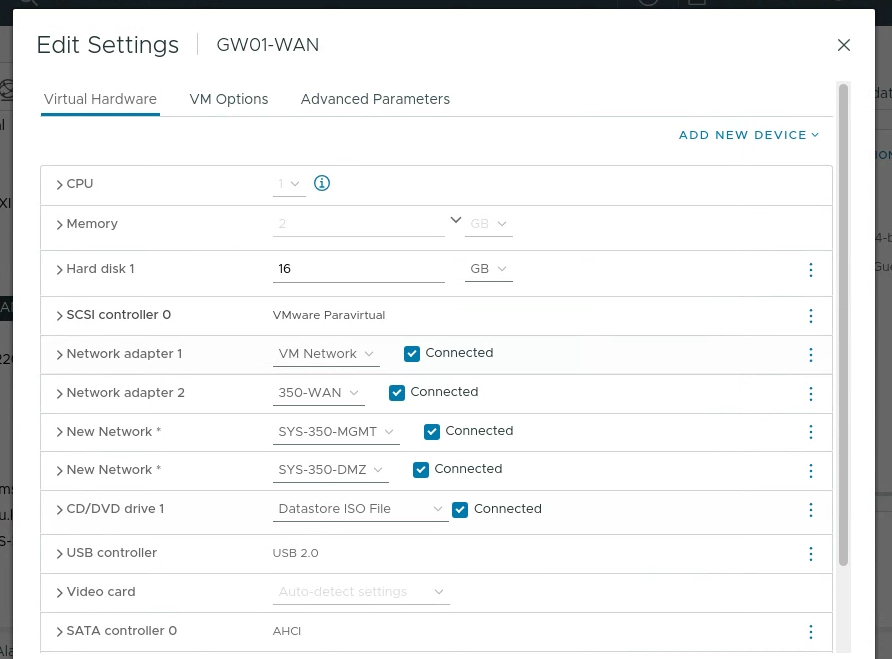 Edit Settings GW01-WAN
Virtual Hardware VM Options Advanced Parameters
ADD NEW DEVICE
CPU 1
Memory 2 GB
Hard disk 1 16 GB
SCSI controller 0 VMware Paravirtual
Network adapter 1 VM Network Connected
Network adapter 2 350-WAN Connected
New Network * SYS-350-MGMT Connected
New Network * SYS-350-DMZ Connected
CD/DVD drive 1 Datastore ISO File Connected
USB controller USB 2.0
Video card Auto-detect settings
SATA controller 0 AHCI